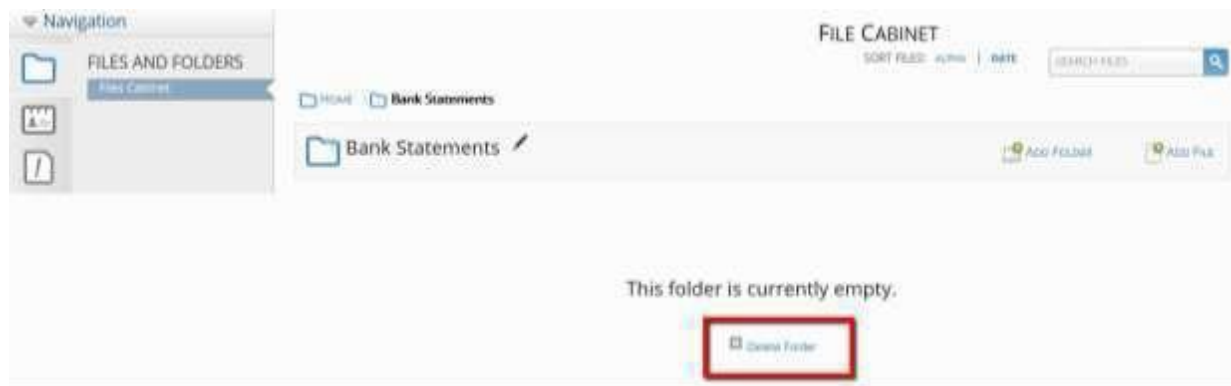 Navigation
FILE CABINET
FILES AND FOLDERS
SORT FILES: ALPHA | DATE
SEARCH FILES
Files Cabinet
HOME Bank Statements
Bank Statements
ADD FOLDER
ADD FILE
This folder is currently empty.
Delete Folder